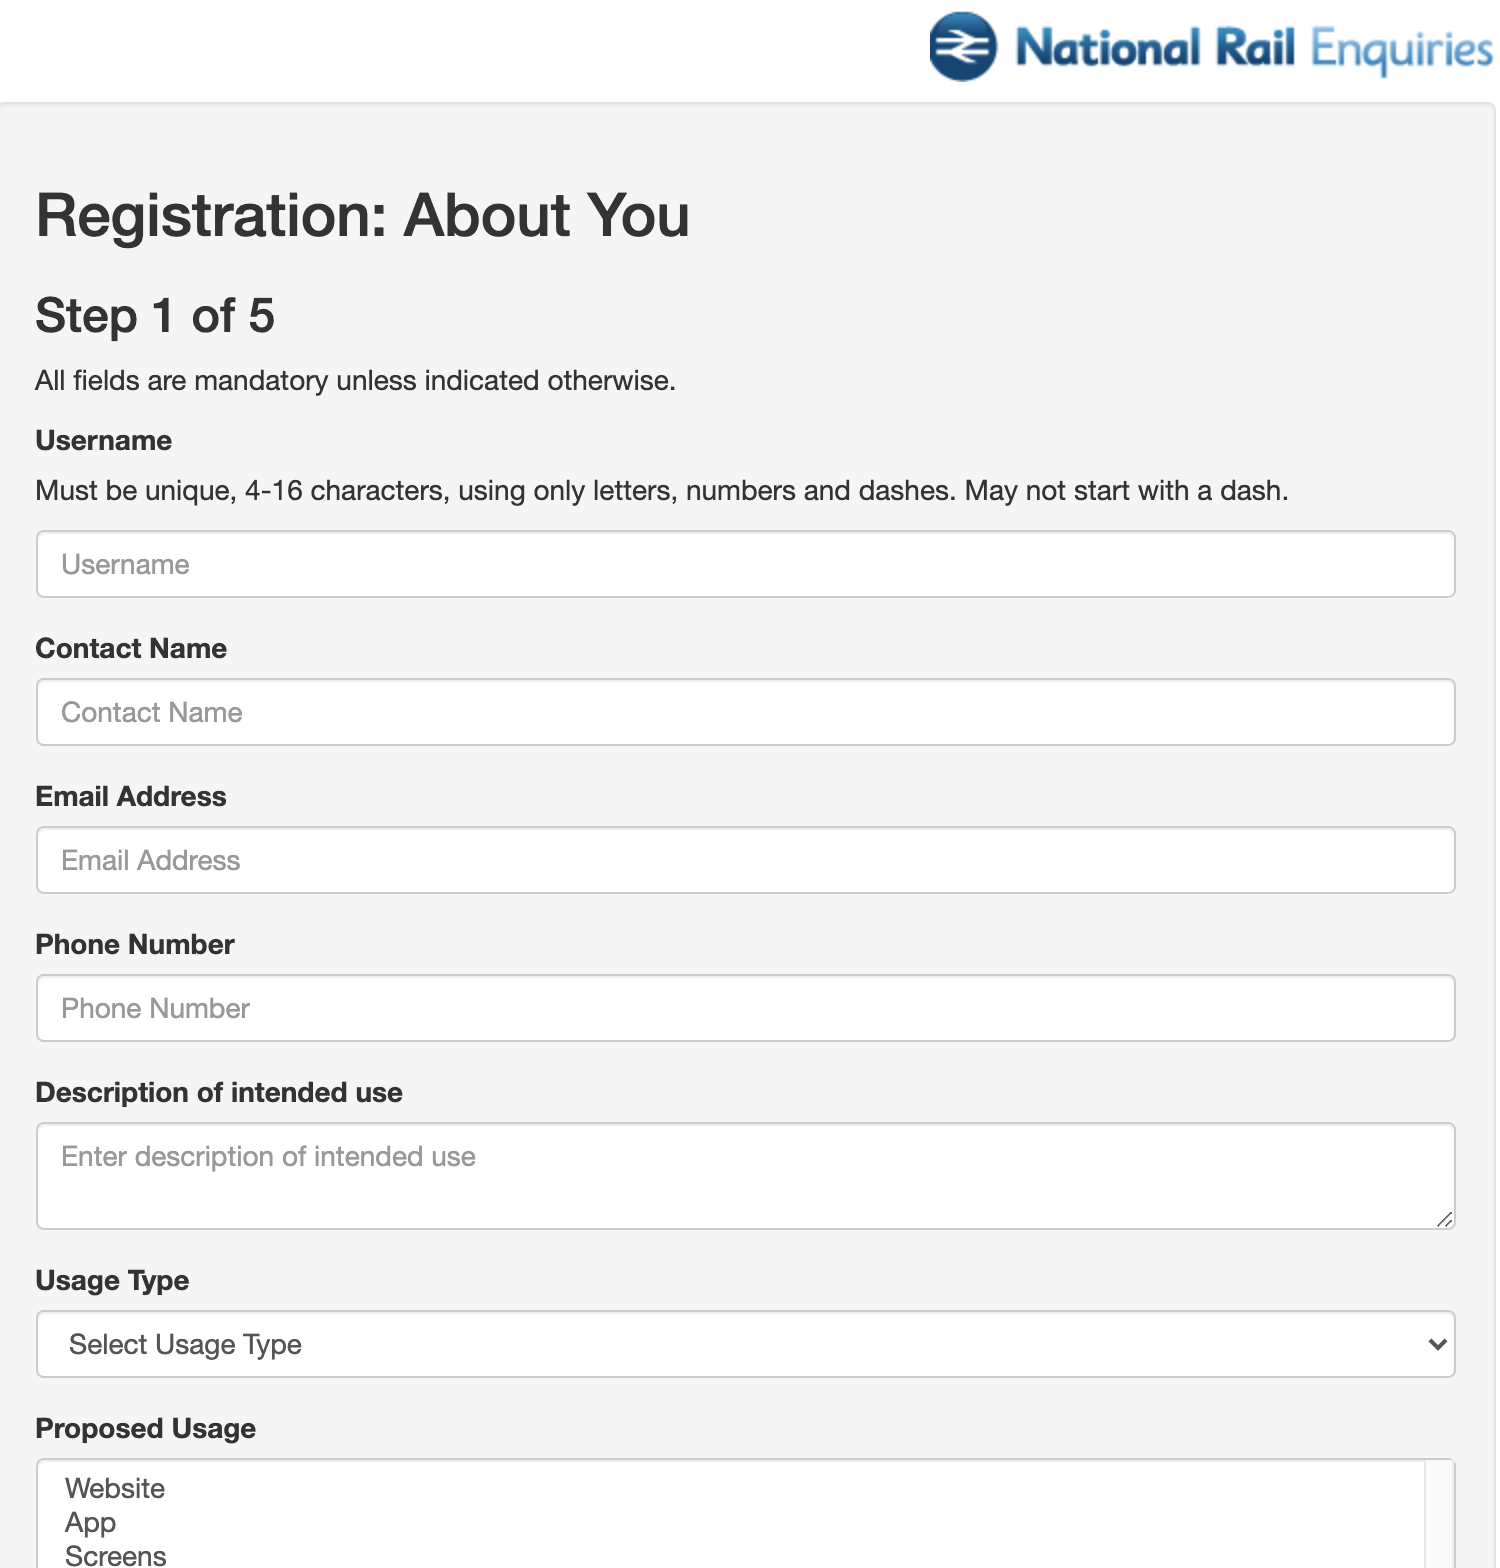 National Rail Enquiries
Registration: About You
Step 1 of 5
All fields are mandatory unless indicated otherwise.
Username
Must be unique, 4-16 characters, using only letters, numbers and dashes. May not start with a dash.
Username
Contact Name
Contact Name
Email Address
Email Address
Phone Number
Phone Number
Description of intended use
Enter description of intended use
Usage Type
Select Usage Type
Proposed Usage
Website
App
Screens